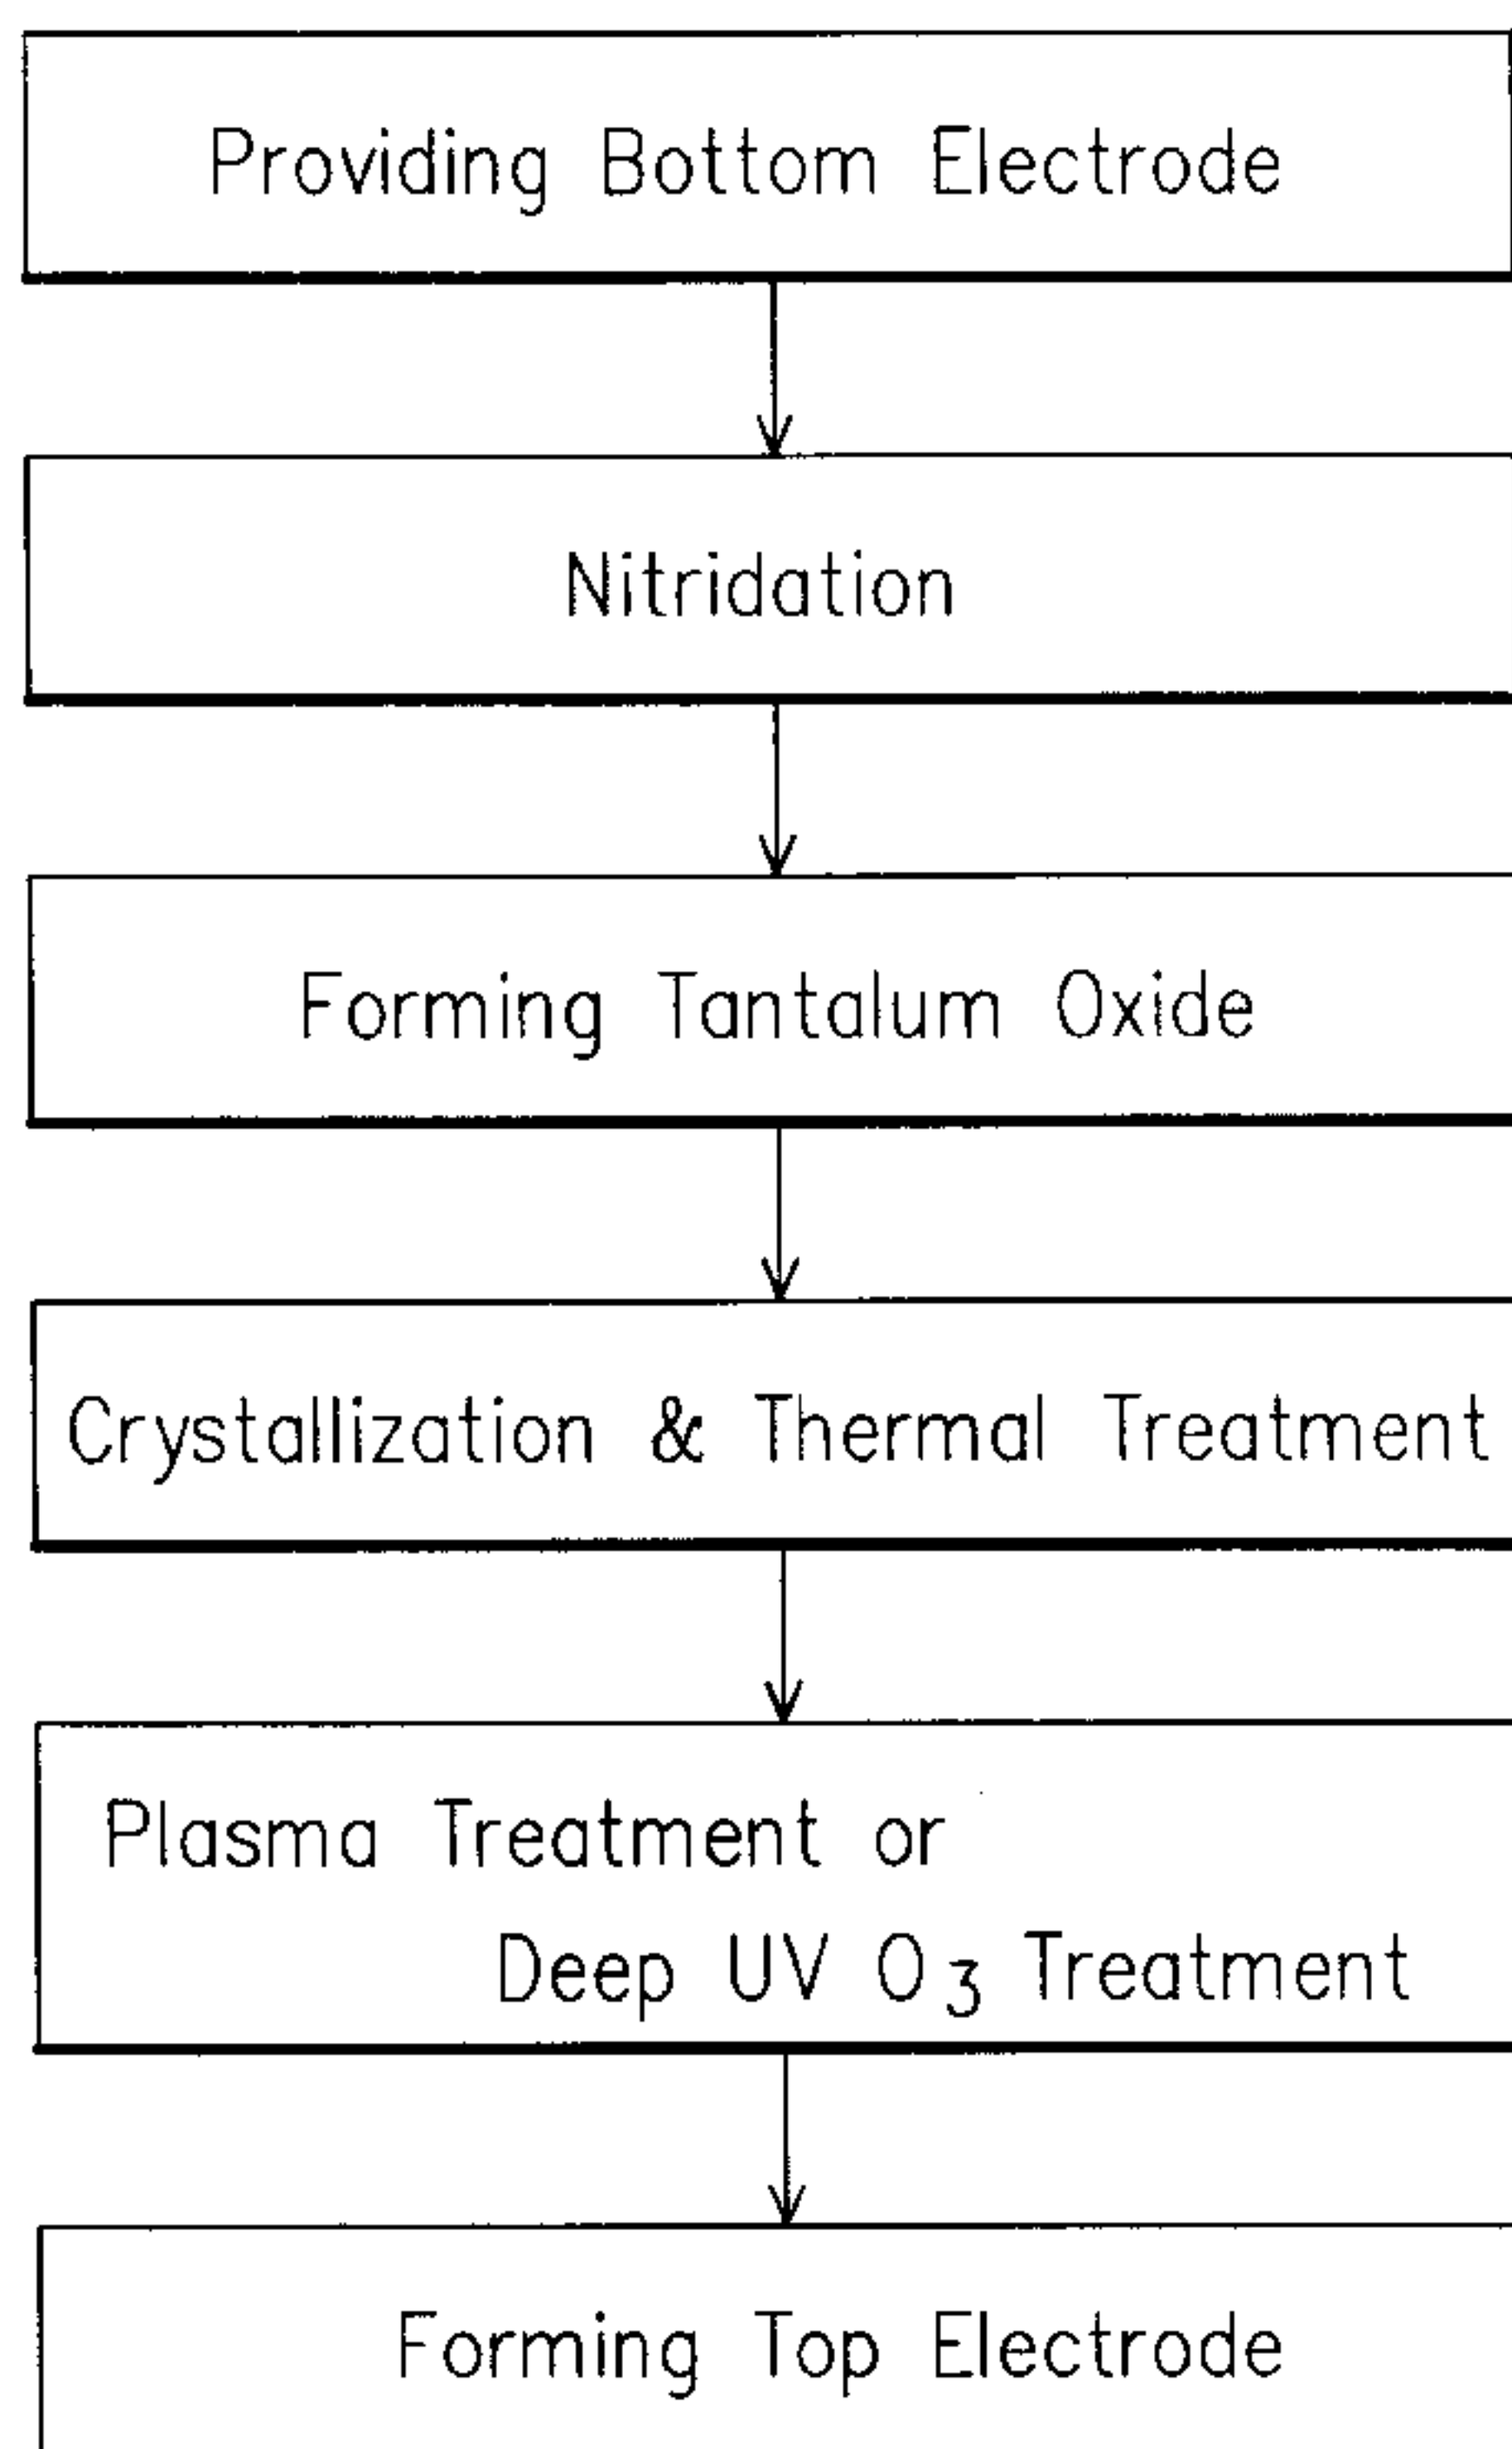 Providing Bottom Electrode
Nitridation
Forming Tantalum Oxide
Crystallization & Thermal Treatment
Plasma Treatment or
Deep UV O3 Treatment
Forming Top Electrode